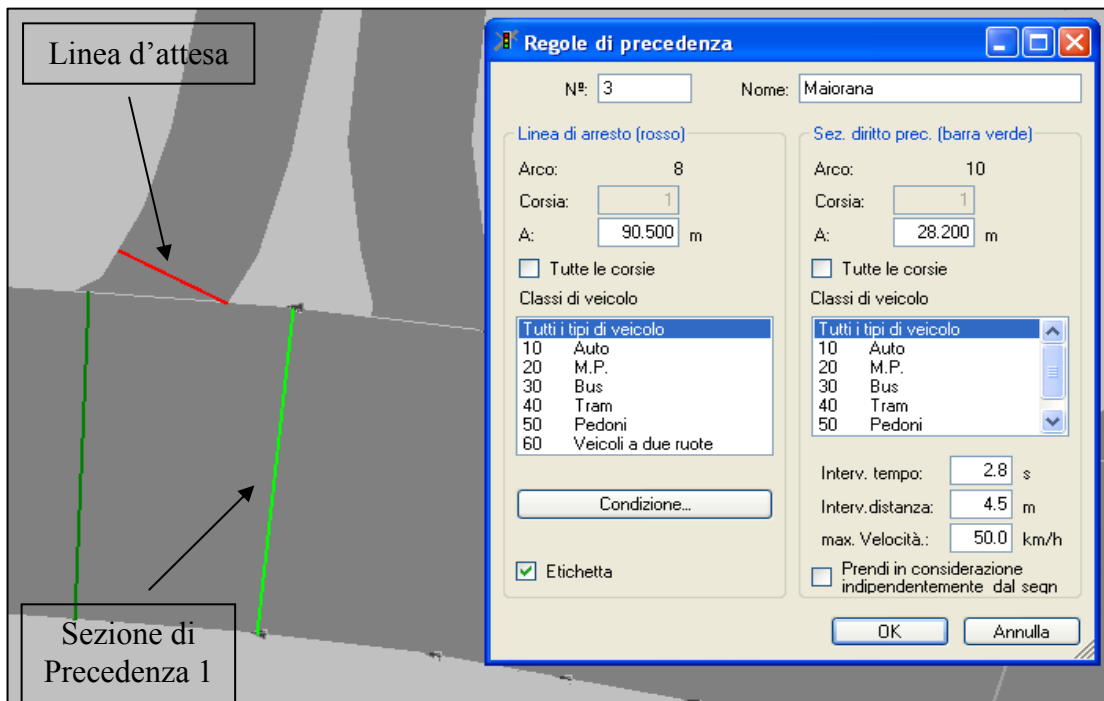 Linea d'attesa
Sezione di
Precedenza 1
Regole di precedenza
Nº: 3 Nome: Maiorana
Linea di arresto (rosso)
Arco: 8
Corsia: 1
A: 90.500 m
Tutte le corsie
Classi di veicolo
Tutti i tipi di veicolo
10 Auto
20 M.P.
30 Bus
40 Tram
50 Pedoni
60 Veicoli a due ruote
Condizione...
Etichetta
Sez. diritto prec. (barra verde)
Arco: 10
Corsia: 1
A: 28.200 m
Tutte le corsie
Classi di veicolo
Tutti i tipi di veicolo
10 Auto
20 M.P.
30 Bus
40 Tram
50 Pedoni
Interv. tempo: 2.8 s
Interv.distanza: 4.5 m
max. Velocità.: 50.0 km/h
Prendi in considerazione
indipendentemente dal segn
OK Annulla